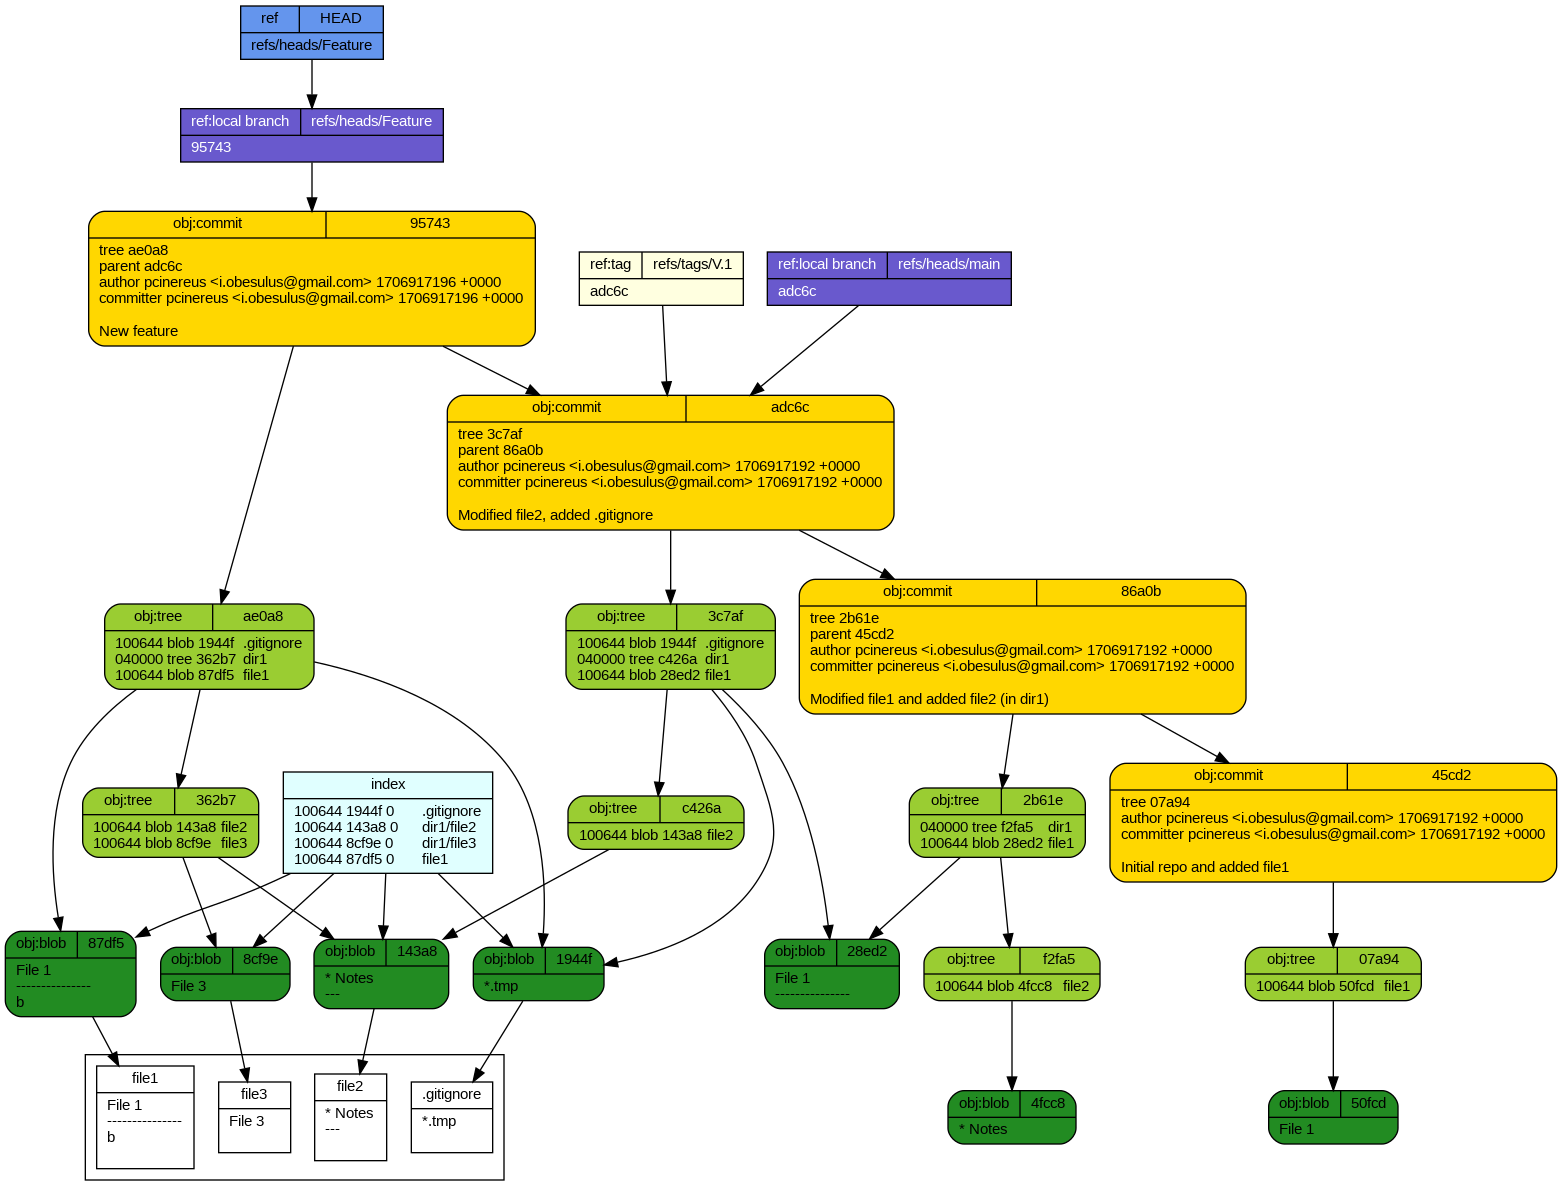 ref HEAD
refs/heads/Feature
ref:local branch refs/heads/Feature
95743
obj:commit 95743
tree ae0a8
parent adc6c
author pcinereus <i.obesulus@gmail.com> 1706917196 +0000
committer pcinereus <i.obesulus@gmail.com> 1706917196 +0000
New feature
ref:tag refs/tags/V.1
adc6c
ref:local branch refs/heads/main
adc6c
obj:commit adc6c
tree 3c7af
parent 86a0b
author pcinereus <i.obesulus@gmail.com> 1706917192 +0000
committer pcinereus <i.obesulus@gmail.com> 1706917192 +0000
Modified file2, added .gitignore
obj:commit 86a0b
tree 2b61e
parent 45cd2
author pcinereus <i.obesulus@gmail.com> 1706917192 +0000
committer pcinereus <i.obesulus@gmail.com> 1706917192 +0000
Modified file1 and added file2 (in dir1)
obj:tree ae0a8
100644 blob 1944f .gitignore
040000 tree 362b7 dir1
100644 blob 87df5 file1
obj:tree 3c7af
100644 blob 1944f .gitignore
040000 tree c426a dir1
100644 blob 28ed2 file1
obj:commit 45cd2
tree 07a94
author pcinereus <i.obesulus@gmail.com> 1706917192 +0000
committer pcinereus <i.obesulus@gmail.com> 1706917192 +0000
Initial repo and added file1
obj:tree 362b7
100644 blob 143a8 file2
100644 blob 8cf9e file3
index
100644 1944f 0 .gitignore
100644 143a8 0 dir1/file2
100644 8cf9e 0 dir1/file3
100644 87df5 0 file1
obj:tree c426a
100644 blob 143a8 file2
obj:tree 2b61e
040000 tree f2fa5 dir1
100644 blob 28ed2 file1
obj:blob 87df5
File 1
---------------
b
obj:blob 8cf9e
File 3
obj:blob 143a8
* Notes
---
obj:blob 1944f
*.tmp
obj:blob 28ed2
File 1
---------------
obj:tree f2fa5
100644 blob 4fcc8 file2
obj:tree 07a94
100644 blob 50fcd file1
file1
File 1
---------------
b
file3
File 3
file2
* Notes
---
.gitignore
*.tmp
obj:blob 4fcc8
* Notes
obj:blob 50fcd
File 1